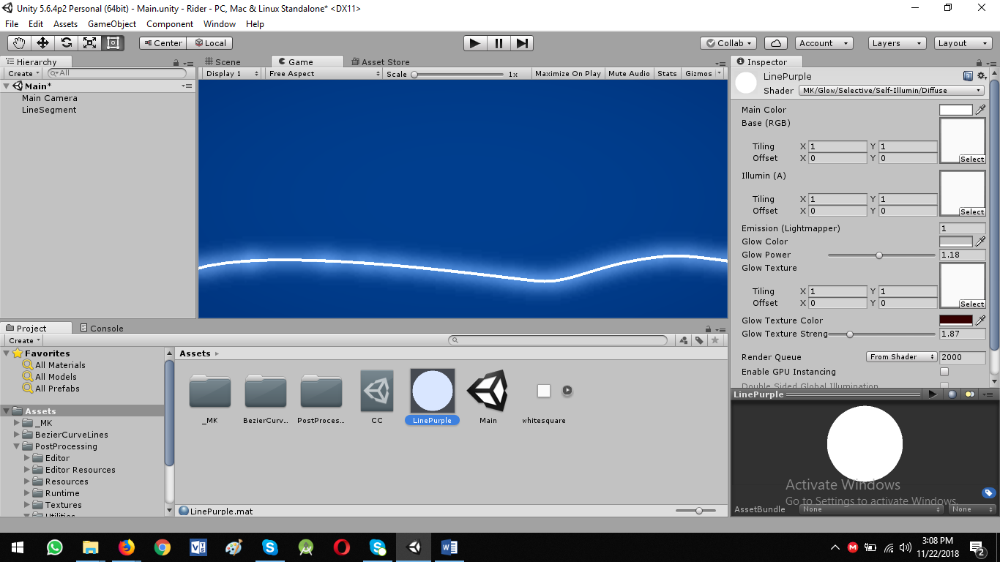 Unity 5.6.4p2 Personal (64bit) - Main.unity - Rider - PC, Mac & Linux Standalone* <DX11>
File Edit Assets GameObject Component Window Help
Center Local Collab Account Layers Layout
Hierarchy
Create All
Main*
Main Camera
LineSegment
Scene Game Asset Store
Display 1 Free Aspect Scale 1x Maximize On Play Mute Audio Stats Gizmos
Inspector
LinePurple
Shader MK/Glow/Selective/Self-Illumin/Diffuse
Main Color
Base (RGB)
Tiling X 1 Y 1
Offset X 0 Y 0
Select
Illumin (A)
Tiling X 1 Y 1
Offset X 0 Y 0
Select
Emission (Lightmapper) 1
Glow Color
Glow Power 1.18
Glow Texture
Tiling X 1 Y 1
Offset X 0 Y 0
Select
Glow Texture Color
Glow Texture Streng 1.87
Render Queue From Shader 2000
Enable GPU Instancing
Double Sided Global Illumination
LinePurple
Activate Windows
Go to Settings to activate Windows.
AssetBundle None None
Project Console
Create
Favorites
All Materials
All Models
All Prefabs
Assets
_MK
BezierCurveLines
PostProcessing
Editor
Editor Resources
Resources
Runtime
Textures
Utilities
Assets
_MK BezierCurv... PostProces... CC LinePurple Main whitesquare
LinePurple.mat
3:08 PM
11/22/2018
2